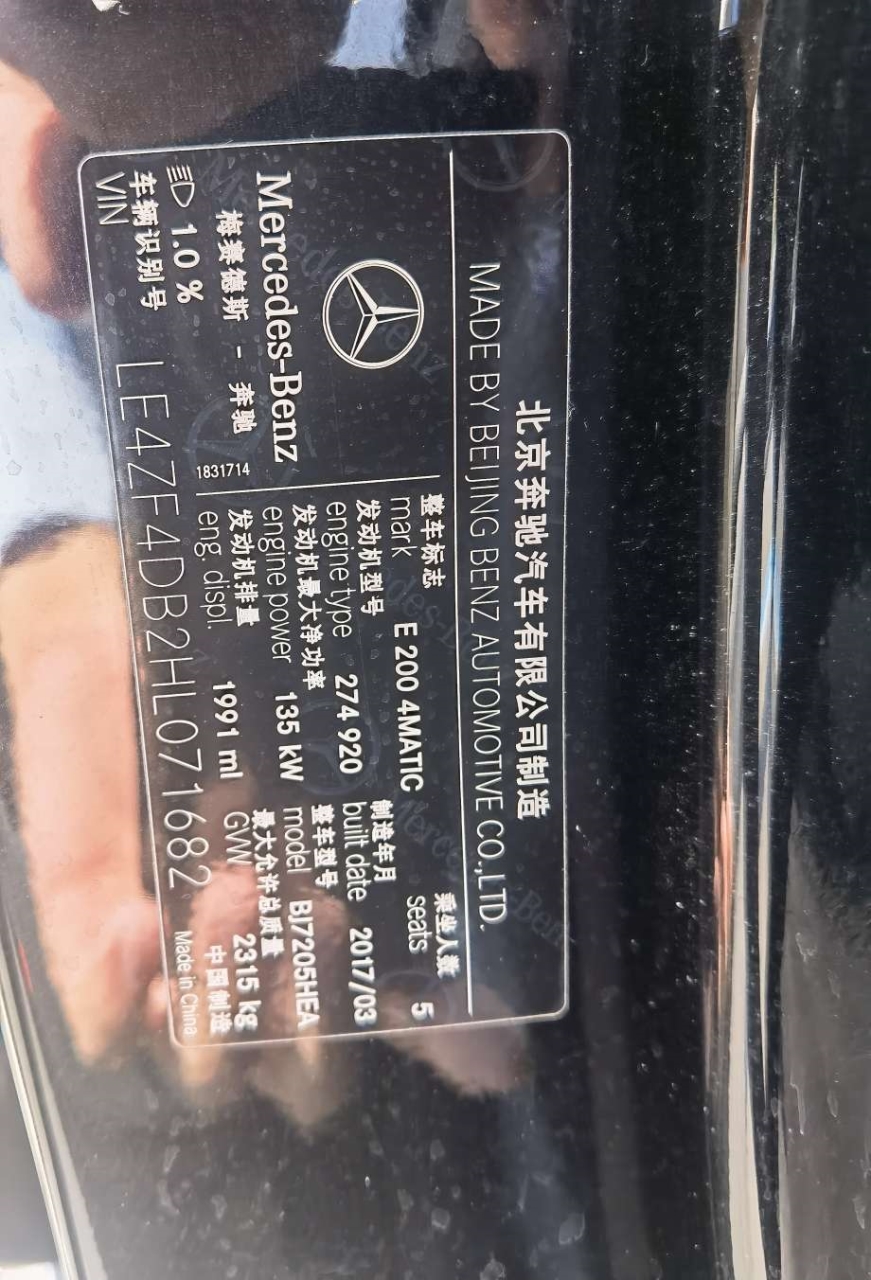 北京奔驰汽车有限公司制造
MADE BY BEIJING BENZ AUTOMOTIVE CO.,LTD.
Mercedes-Benz
梅赛德斯 - 奔驰
1831714
整车标志
mark E 200 4MATIC
乘坐人数
seats 5
发动机型号
engine type 274 920
制造年月
built date 2017/03
发动机最大净功率
engine power 135 kW
整车型号
model BJ7205HEA
发动机排量
eng. displ. 1991 ml
最大允许总质量
GVW 2315 kg
1.0 %
中国制造
Made in China
车辆识别号
VIN LE4ZF4DB2HL071682